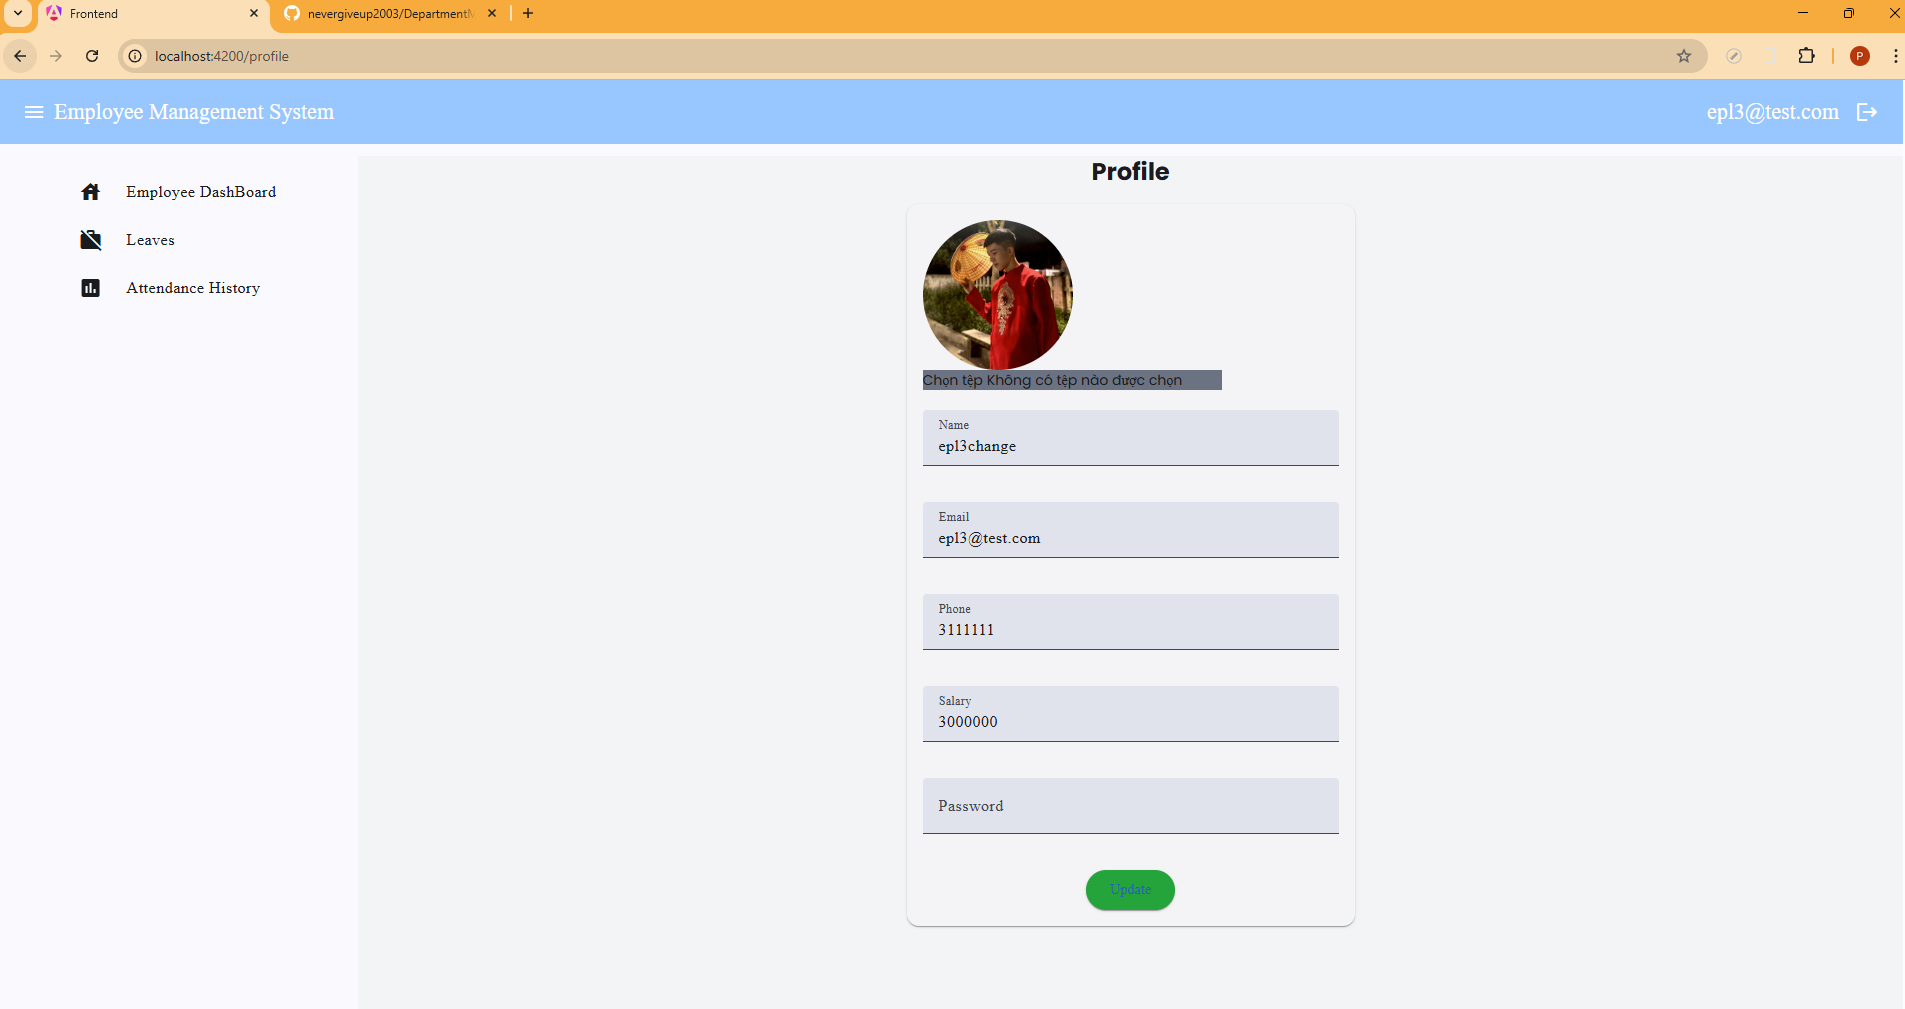 Frontend
nevergiveup2003/Department
localhost:4200/profile
P
Employee Management System
epl3@test.com
Employee DashBoard
Leaves
Attendance History
Profile
Chọn tệp Không có tệp nào được chọn
Name
epl3change
Email
epl3@test.com
Phone
3111111
Salary
3000000
Password
Update